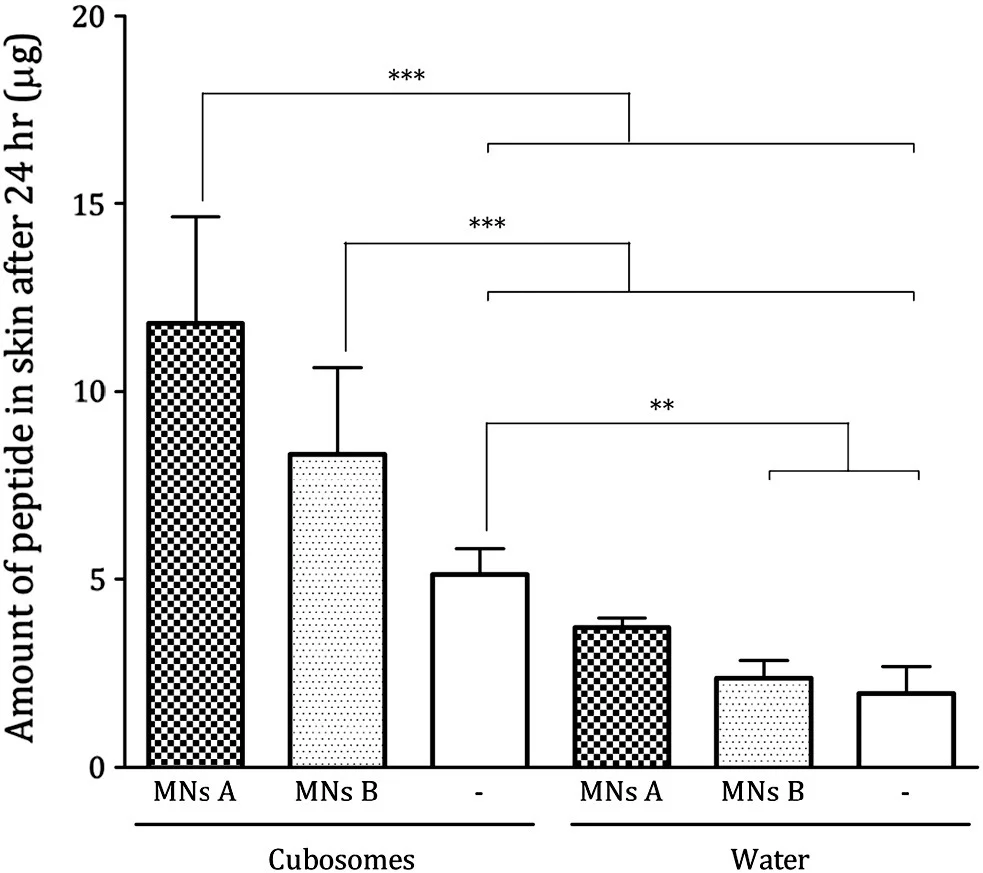 Amount of peptide in skin after 24 hr (μg)
20
15
10
5
0
***
***
**
MNs A
MNs B
-
MNs A
MNs B
-
Cubosomes
Water